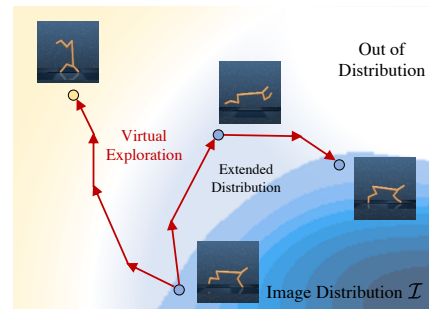 Out of
Distribution
Virtual
Exploration
Extended
Distribution
Image Distribution 𝓘